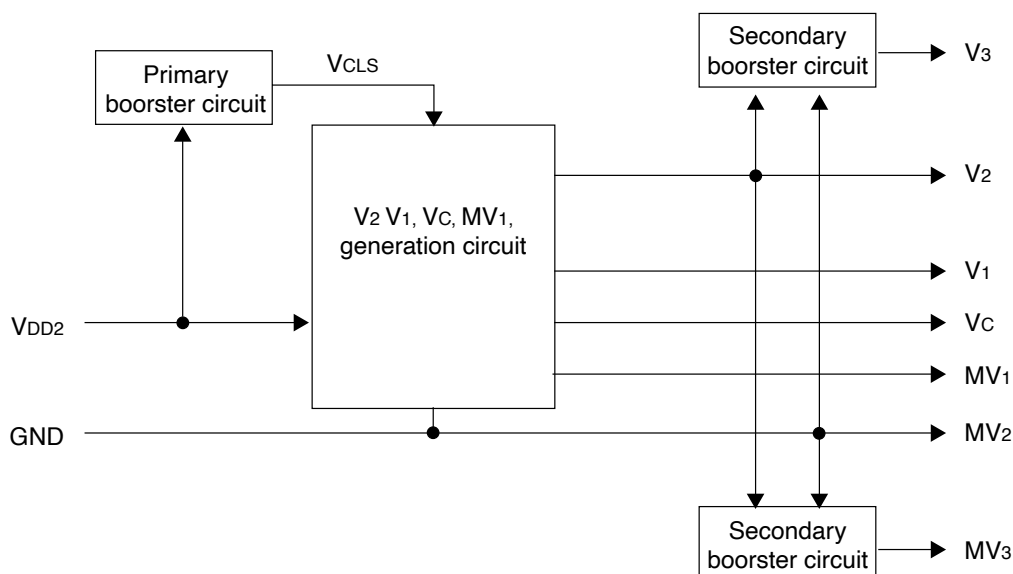 Secondary
boorster circuit
V3
VCLS
Primary
boorster circuit
V2
V2 V1, VC, MV1,
generation circuit
V1
VDD2
VC
MV1
GND
MV2
Secondary
boorster circuit
MV3